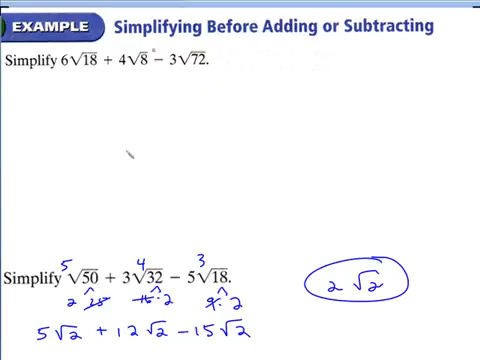 EXAMPLE Simplifying Before Adding or Subtracting
Simplify 6√18 + 4√8 − 3√72.
5 4 3
Simplify √50 + 3√32 − 5√18.
2 25 16·2 9·2
2√2
5√2 + 12√2 − 15√2